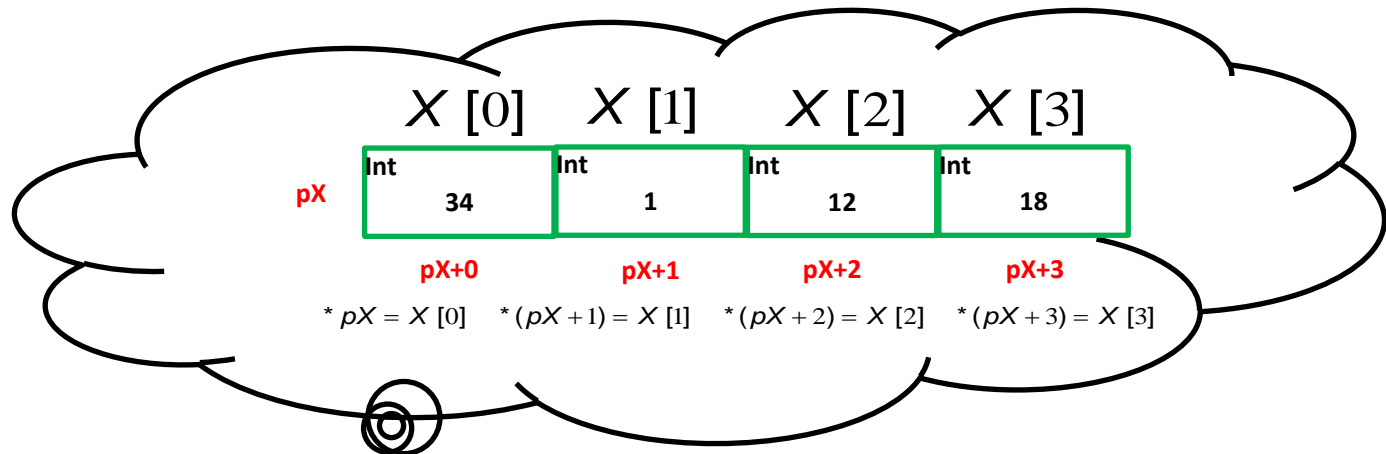 X [0] X [1] X [2] X [3]
Int Int Int Int
pX 34 1 12 18
pX+0 pX+1 pX+2 pX+3
* pX = X [0] * (pX + 1) = X [1] * (pX + 2) = X [2] * (pX + 3) = X [3]